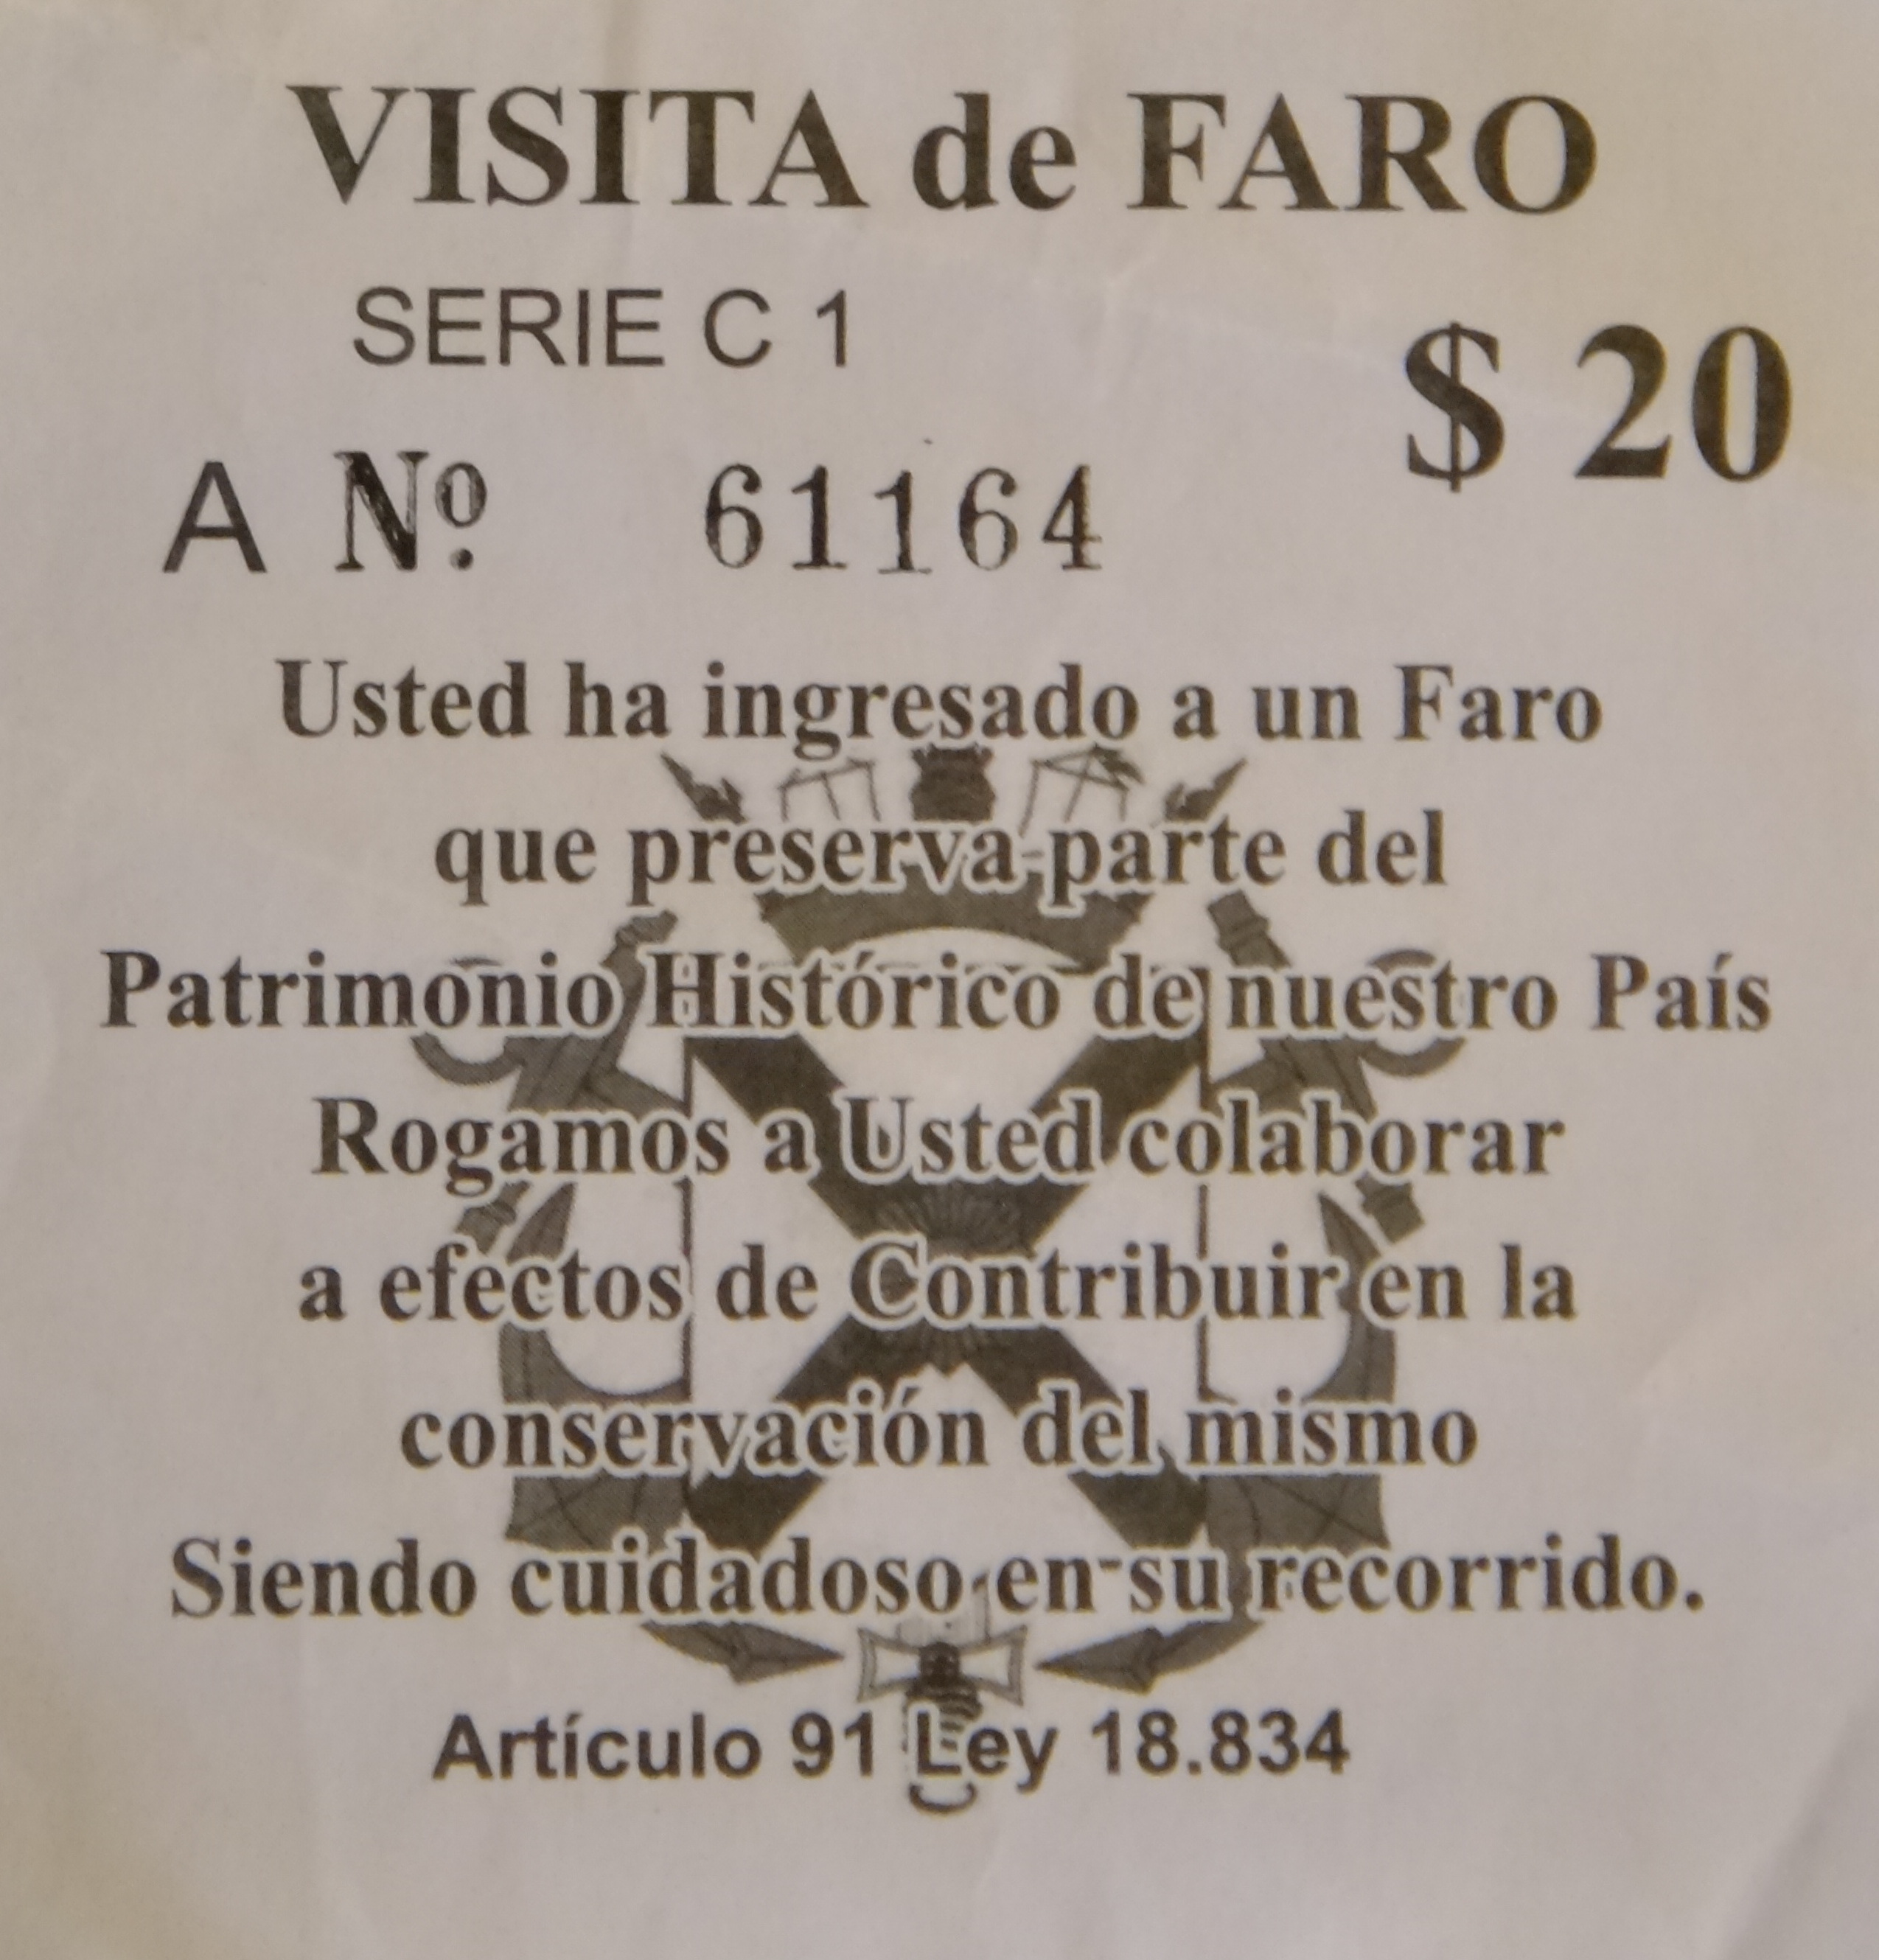 VISITA de FARO
SERIE C 1
$ 20
A Nº 61164
Usted ha ingresado a un Faro
que preserva parte del
Patrimonio Histórico de nuestro País
Rogamos a Usted colaborar
a efectos de Contribuir en la
conservación del mismo
Siendo cuidadoso en su recorrido.
Artículo 91 Ley 18.834